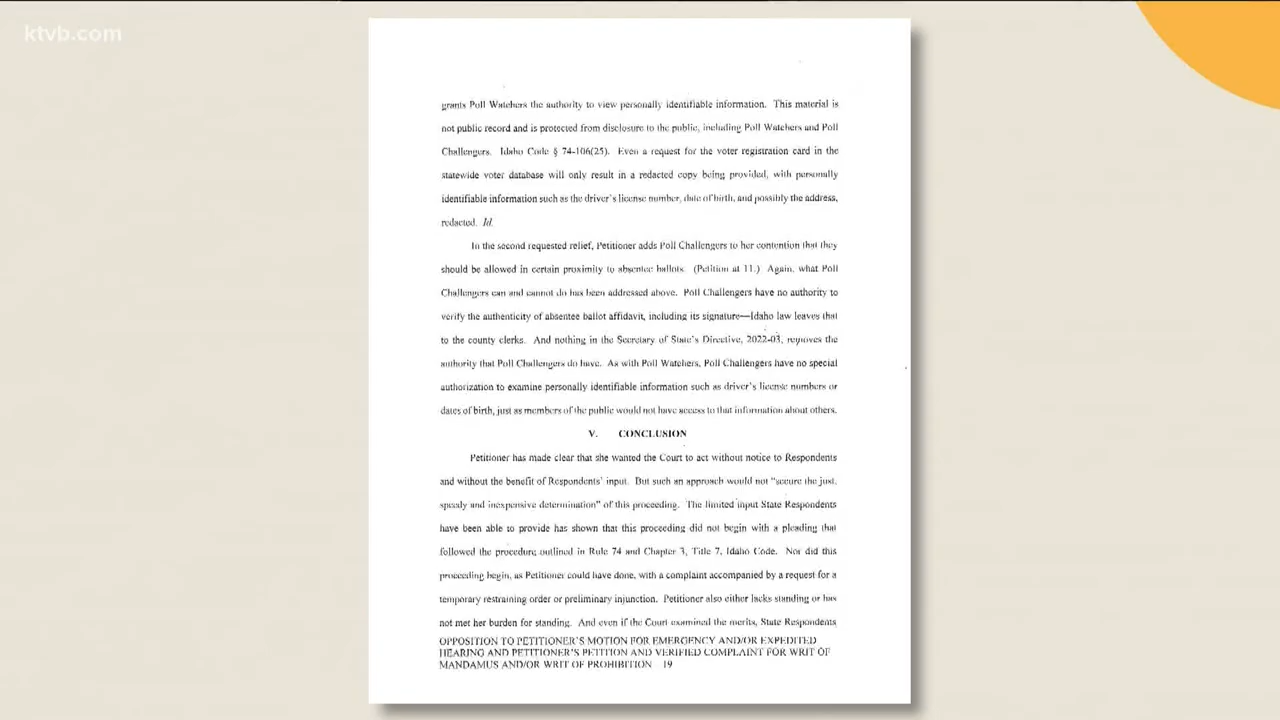 ktvb.com
grants Poll Watchers the authority to view personally identifiable information. This material is
not public record and is protected from disclosure to the public, including Poll Watchers and Poll
Challengers. Idaho Code § 74-106(25). Even a request for the voter registration card in the
statewide voter database will only result in a redacted copy being provided, with personally
identifiable information such as the driver's license number, date of birth, and possibly the address,
redacted. Id.
In the second requested relief, Petitioner adds Poll Challengers to her contention that they
should be allowed in certain proximity to absentee ballots. (Petition at 11.) Again, what Poll
Challengers can and cannot do has been addressed above. Poll Challengers have no authority to
verify the authenticity of absentee ballot affidavit, including its signature—Idaho law leaves that
to the county clerks. And nothing in the Secretary of State's Directive, 2022-03, removes the
authority that Poll Challengers do have. As with Poll Watchers, Poll Challengers have no special
authorization to examine personally identifiable information such as driver's license numbers or
dates of birth, just as members of the public would not have access to that information about others.
V. CONCLUSION
Petitioner has made clear that she wanted the Court to act without notice to Respondents
and without the benefit of Respondents' input. But such an approach would not "secure the just,
speedy and inexpensive determination" of this proceeding. The limited input State Respondents
have been able to provide has shown that this proceeding did not begin with a pleading that
followed the procedure outlined in Rule 74 and Chapter 3, Title 7, Idaho Code. Nor did this
proceeding begin, as Petitioner could have done, with a complaint accompanied by a request for a
temporary restraining order or preliminary injunction. Petitioner also either lacks standing or has
not met her burden for standing. And even if the Court examined the merits, State Respondents
OPPOSITION TO PETITIONER'S MOTION FOR EMERGENCY AND/OR EXPEDITED
HEARING AND PETITIONER'S PETITION AND VERIFIED COMPLAINT FOR WRIT OF
MANDAMUS AND/OR WRIT OF PROHIBITION 19